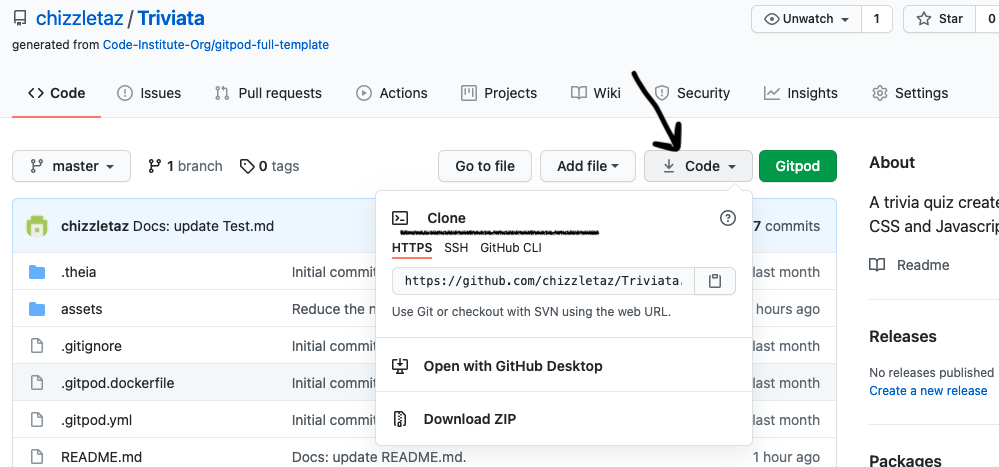 chizzletaz / Triviata
Unwatch 1 Star 0
generated from Code-Institute-Org/gitpod-full-template
Code Issues Pull requests Actions Projects Wiki Security Insights Settings
master 1 branch 0 tags Go to file Add file Code Gitpod
About
A trivia quiz create
CSS and Javascrip
Readme
Releases
No releases published
Create a new release
Packages
chizzletaz Docs: update Test.md 7 commits
.theia Initial commit last month
assets Reduce the n hours ago
.gitignore Initial commit last month
.gitpod.dockerfile Initial commit last month
.gitpod.yml Initial commit last month
README.md Docs: update README.md. 1 hour ago
Clone
HTTPS SSH GitHub CLI
https://github.com/chizzletaz/Triviata.
Use Git or checkout with SVN using the web URL.
Open with GitHub Desktop
Download ZIP